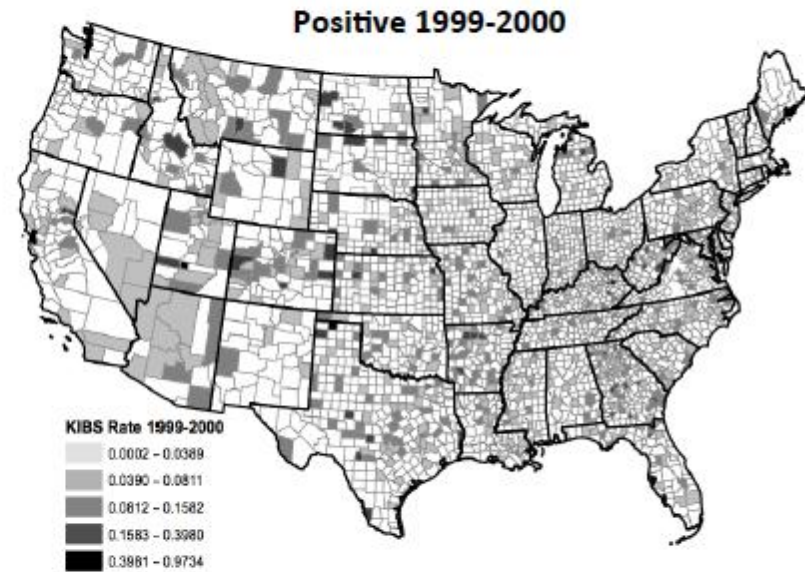 Positive 1999-2000
KIBS Rate 1999-2000
0.0002 – 0.0389
0.0390 – 0.0811
0.0812 – 0.1582
0.1583 – 0.3980
0.3981 – 0.9734